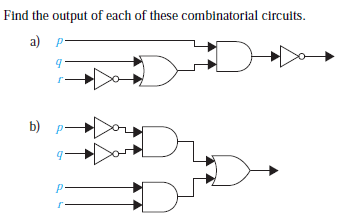 Find the output of each of these combinatorial circuits.
a) p
q
r
b) p
q
p
r